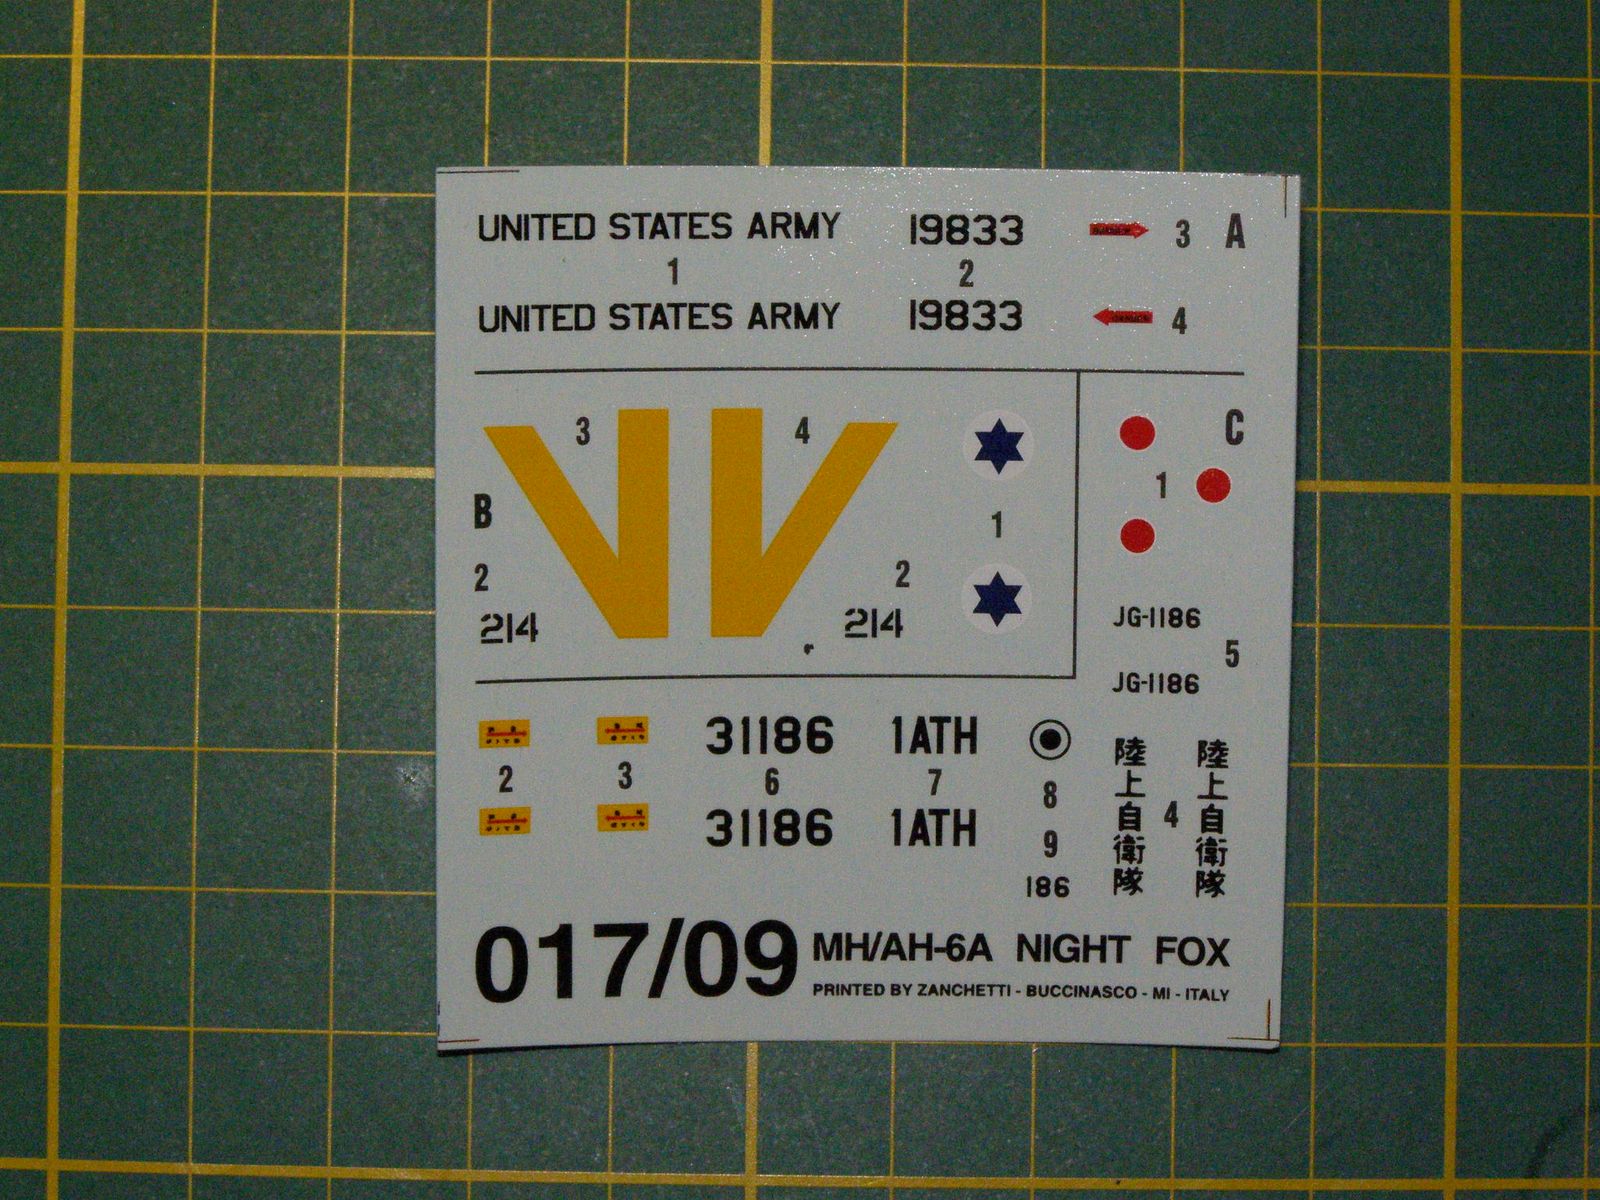 UNITED STATES ARMY 19833 3 A
1 2
UNITED STATES ARMY 19833 4
3 4 C
B 1 1
2 2
214 214
JG-1186
5
JG-1186
31186 1ATH
2 3 6 7 8
31186 1ATH 9
186
陸上自衛隊 4 陸上自衛隊
017/09 MH/AH-6A NIGHT FOX
PRINTED BY ZANCHETTI - BUCCINASCO - MI - ITALY